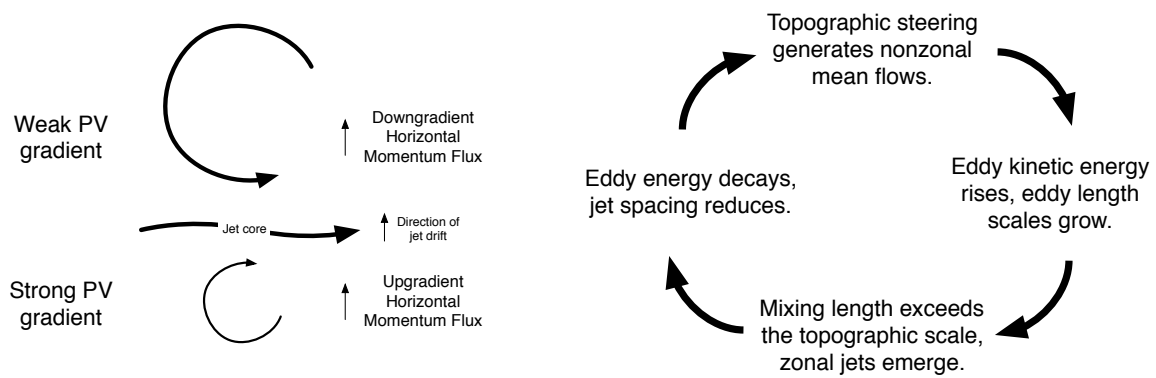 Weak PV
gradient
Downgradient
Horizontal
Momentum Flux
Jet core
Direction of
jet drift
Strong PV
gradient
Upgradient
Horizontal
Momentum Flux
Topographic steering
generates nonzonal
mean flows.
Eddy kinetic energy
rises, eddy length
scales grow.
Mixing length exceeds
the topographic scale,
zonal jets emerge.
Eddy energy decays,
jet spacing reduces.